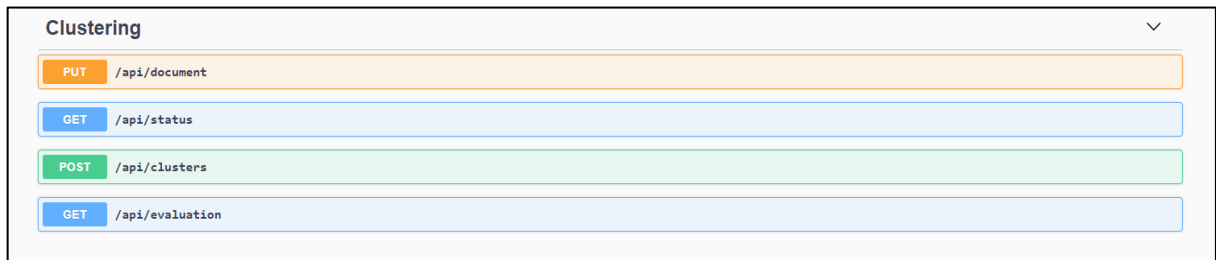 Clustering
PUT /api/document
GET /api/status
POST /api/clusters
GET /api/evaluation